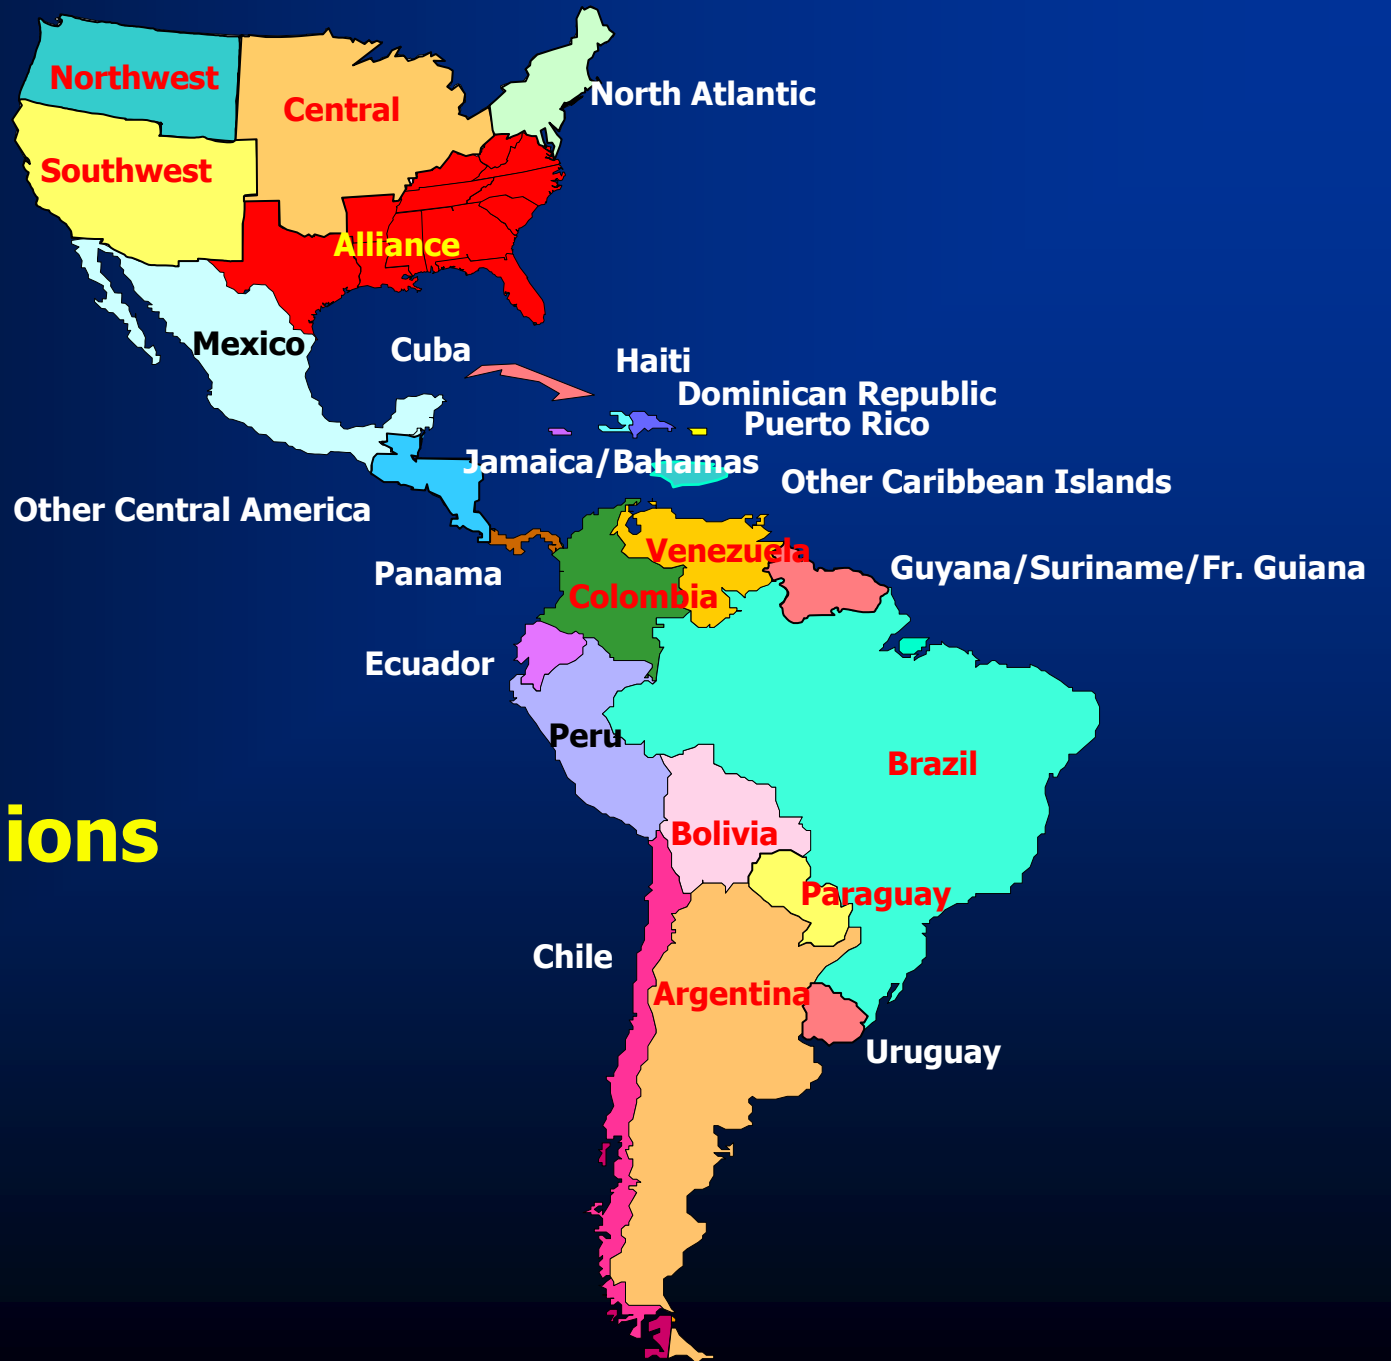 Northwest
Central
North Atlantic
Southwest
Alliance
Mexico
Cuba
Haiti
Dominican Republic
Puerto Rico
Jamaica/Bahamas
Other Caribbean Islands
Other Central America
Venezuela
Panama
Guyana/Suriname/Fr. Guiana
Colombia
Ecuador
Peru
Brazil
ions
Bolivia
Paraguay
Chile
Argentina
Uruguay